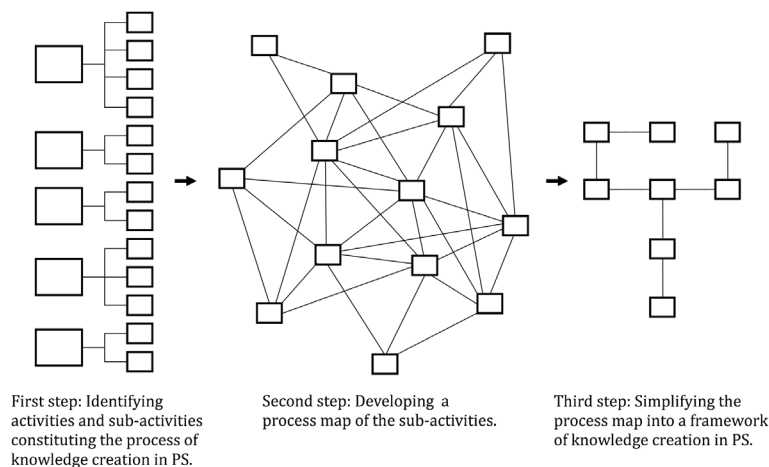 First step: Identifying
activities and sub-activities
constituting the process of
knowledge creation in PS.
Second step: Developing a
process map of the sub-activities.
Third step: Simplifying the
process map into a framework
of knowledge creation in PS.